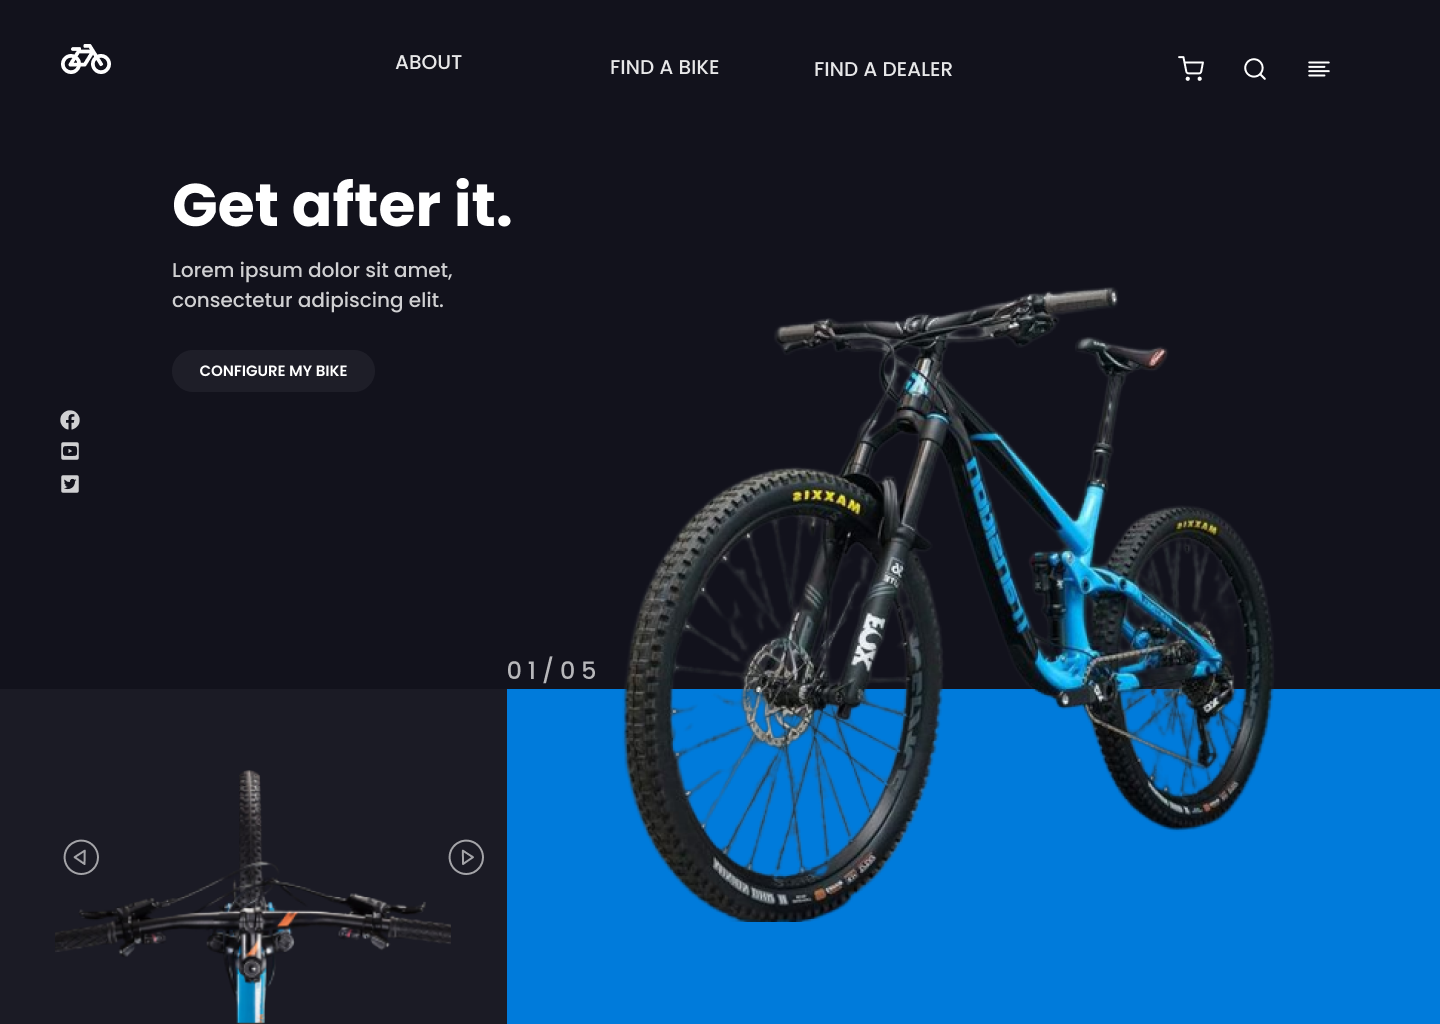 ABOUT
FIND A BIKE
FIND A DEALER
Get after it.
Lorem ipsum dolor sit amet,
consectetur adipiscing elit.
CONFIGURE MY BIKE
MAXXIS
MAXXIS
FOX
01/05